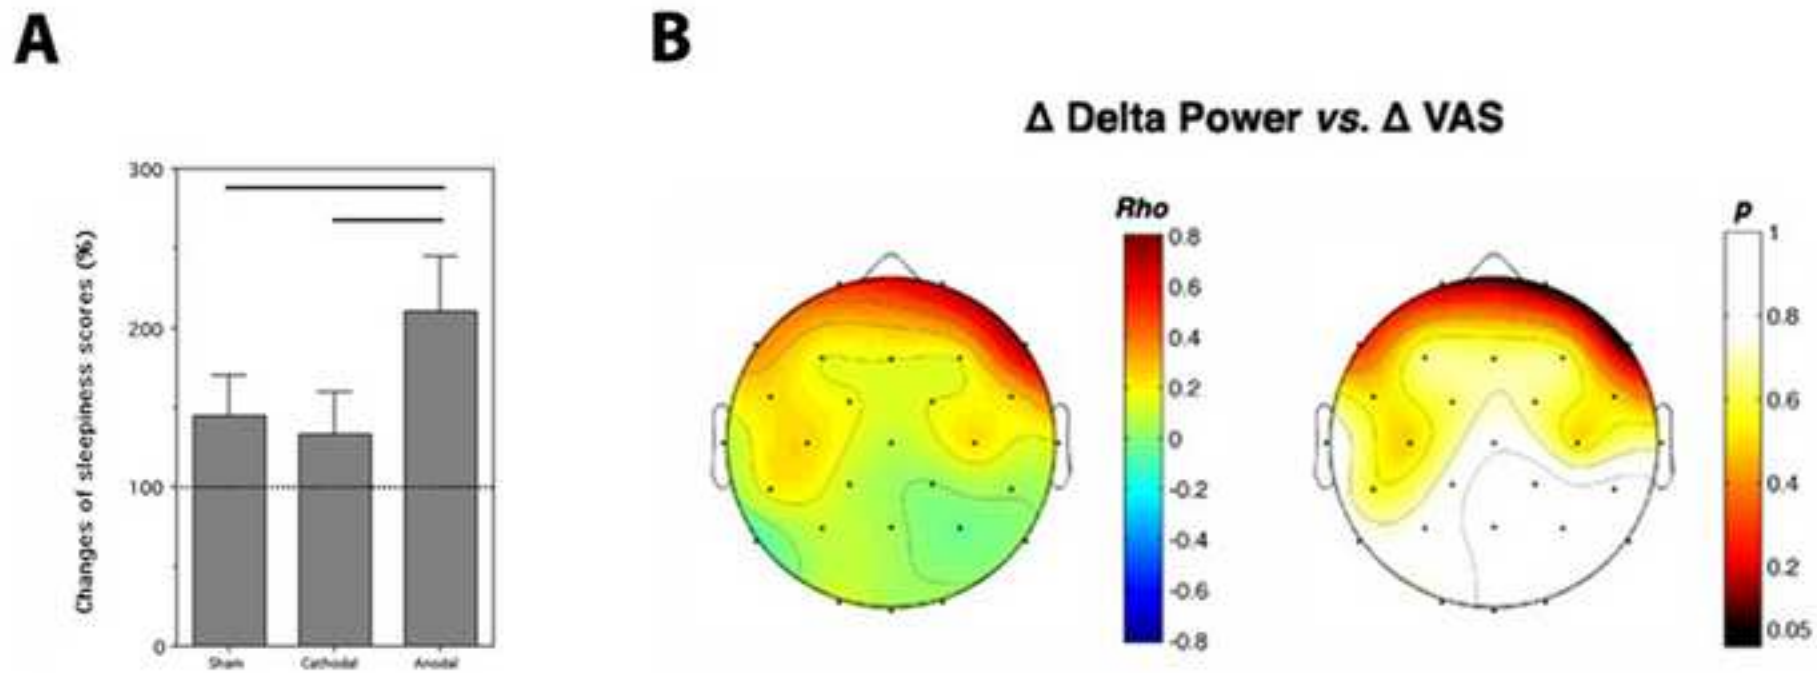 A
B
Δ Delta Power vs. Δ VAS
Changes of sleepiness scores (%)
300
200
100
0
Sham
Cathodal
Anodal
Rho
0.8
0.6
0.4
0.2
0
-0.2
-0.4
-0.6
-0.8
p
1
0.8
0.6
0.4
0.2
0.05